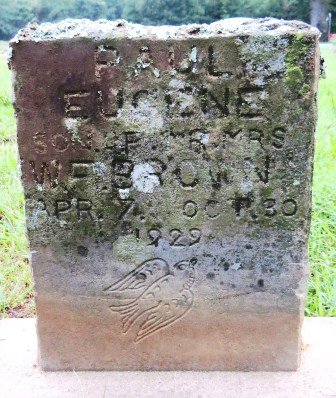 PAUL
EUGENE
SON OF MR. MRS
W.F. BROWN
APR. 7. OCT. 30
1929